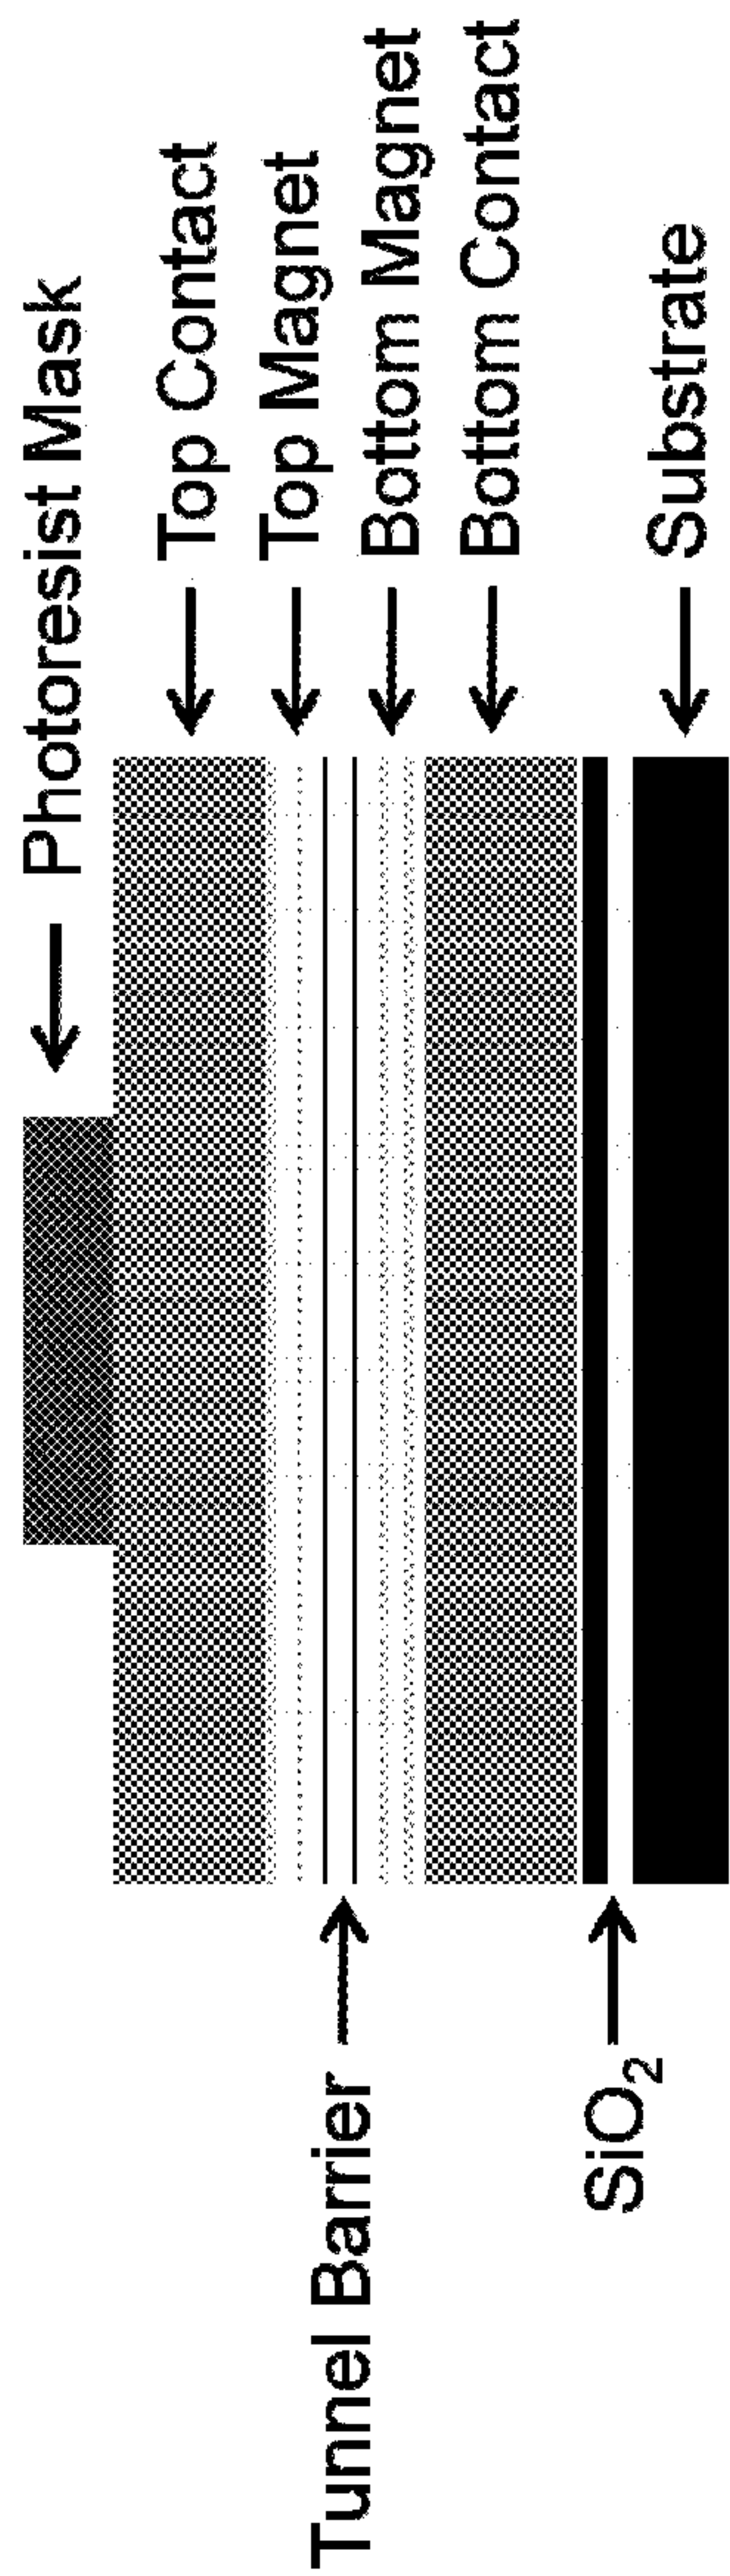 Photoresist Mask
Top Contact
Top Magnet
Tunnel Barrier
Bottom Magnet
Bottom Contact
SiO₂
Substrate